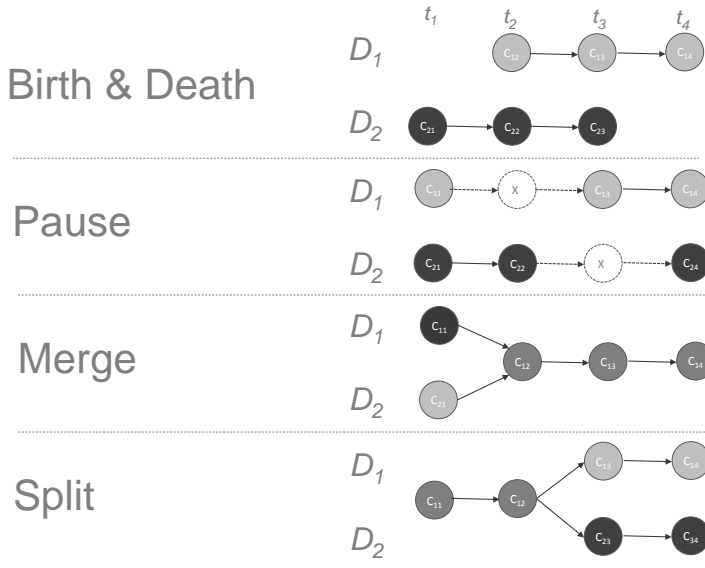 t₁ t₂ t₃ t₄
Birth & Death
D₁ C₁₂ C₁₃ C₁₄
D₂ C₂₁ C₂₂ C₂₃
Pause
D₁ C₁₁ X C₁₃ C₁₄
D₂ C₂₁ C₂₂ X C₂₄
Merge
D₁ C₁₁
C₁₂ C₁₃ C₁₄
D₂ C₂₁
Split
D₁ C₁₃ C₁₄
C₁₁ C₁₂
D₂ C₂₃ C₃₄